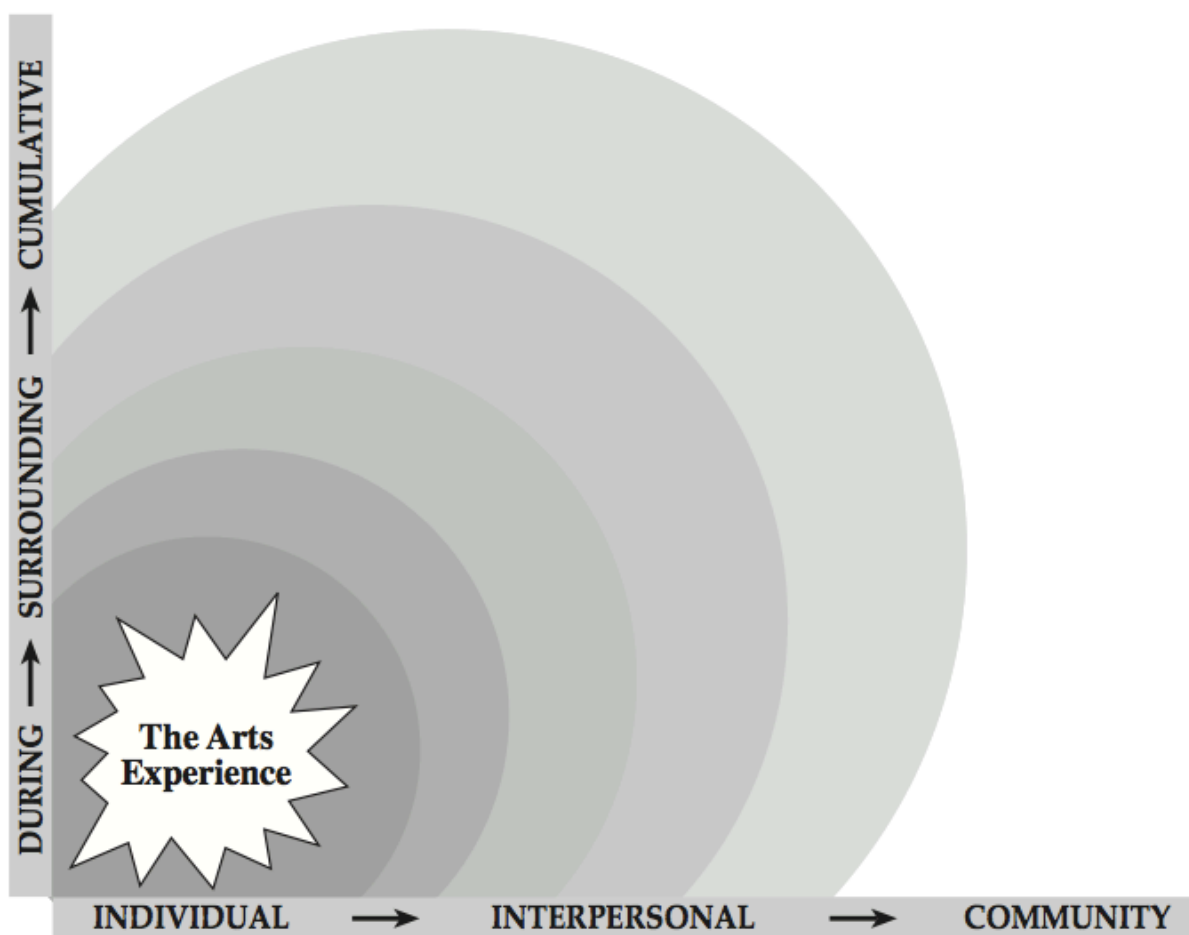 CUMULATIVE
SURROUNDING
DURING
The Arts
Experience
INDIVIDUAL
INTERPERSONAL
COMMUNITY